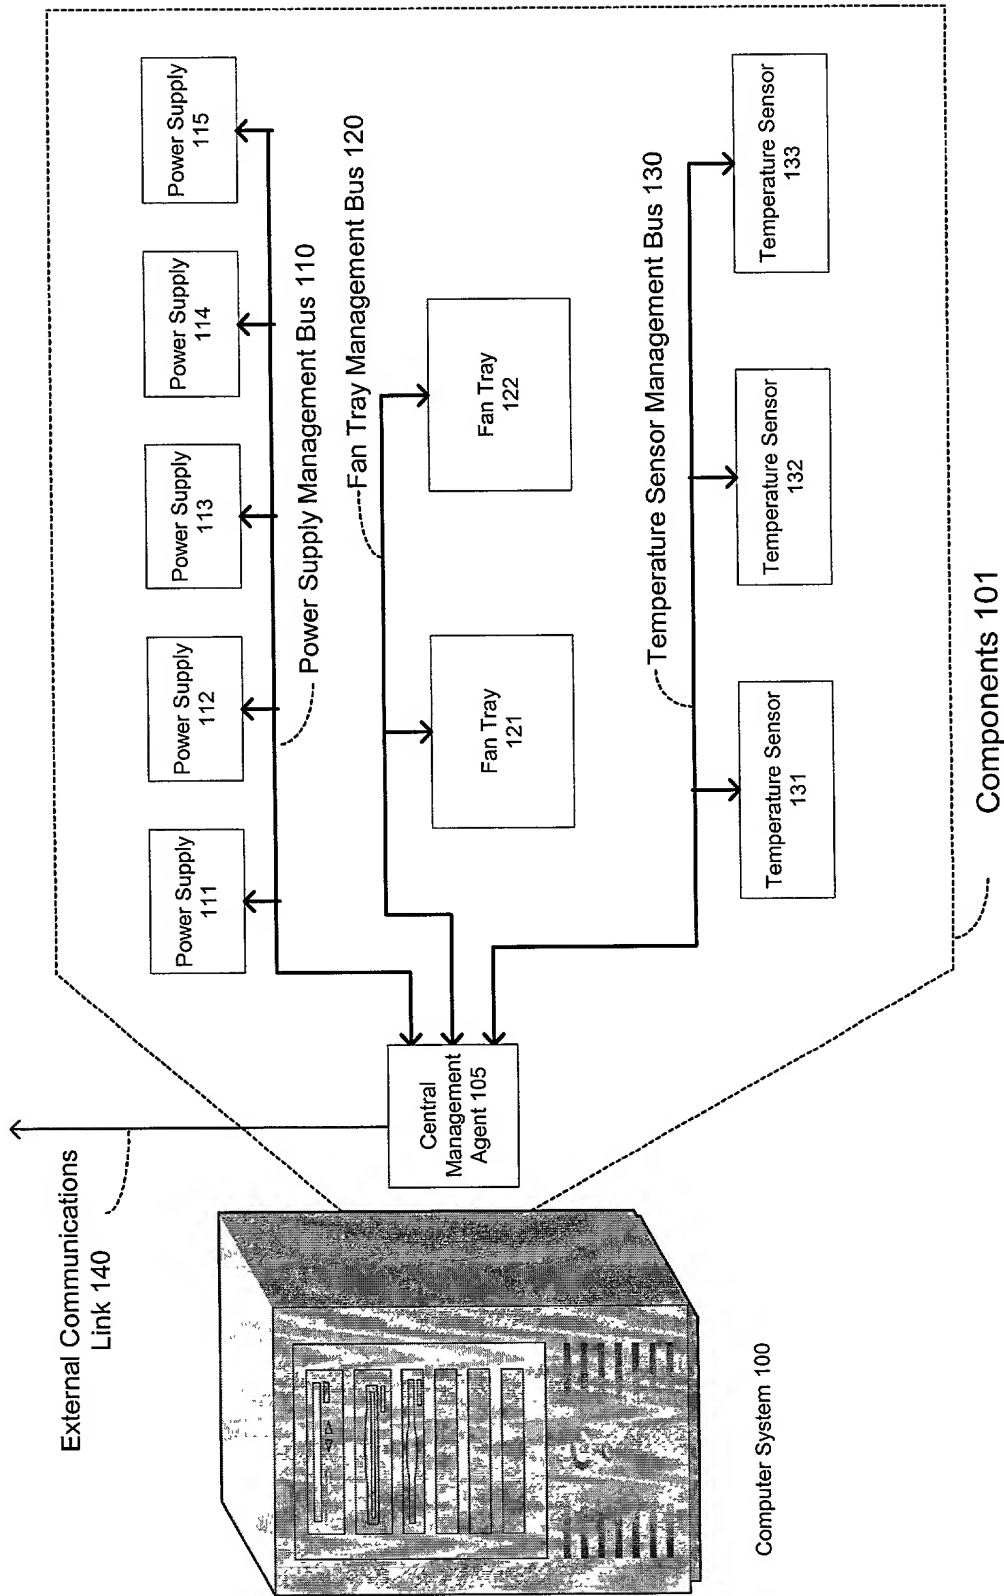 External Communications
Link 140
Power Supply
111
Power Supply
112
Power Supply
113
Power Supply
114
Power Supply
115
Power Supply Management Bus 110
Fan Tray Management Bus 120
Central
Management
Agent 105
Fan Tray
121
Fan Tray
122
Temperature Sensor Management Bus 130
Temperature Sensor
131
Temperature Sensor
132
Temperature Sensor
133
Computer System 100
Components 101